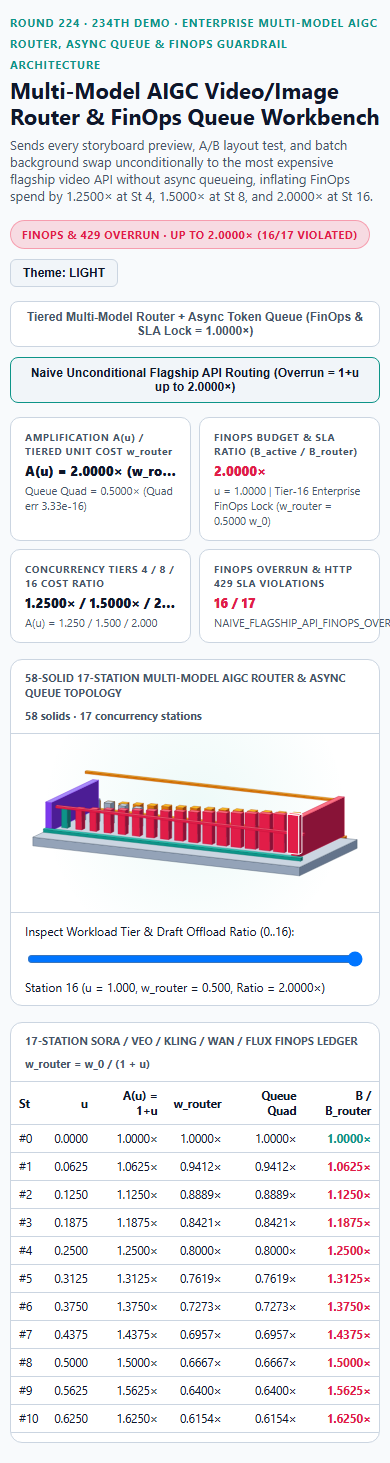 ROUND 224 · 234TH DEMO · ENTERPRISE MULTI-MODEL AIGC
ROUTER, ASYNC QUEUE & FINOPS GUARDRAIL
ARCHITECTURE
Multi-Model AIGC Video/Image
Router & FinOps Queue Workbench
Sends every storyboard preview, A/B layout test, and batch
background swap unconditionally to the most expensive
flagship video API without async queueing, inflating FinOps
spend by 1.2500× at St 4, 1.5000× at St 8, and 2.0000× at St 16.
FINOPS & 429 OVERRUN · UP TO 2.0000× (16/17 VIOLATED)
Theme: LIGHT
Tiered Multi-Model Router + Async Token Queue (FinOps &
SLA Lock = 1.0000×)
Naive Unconditional Flagship API Routing (Overrun = 1+u
up to 2.0000×)
AMPLIFICATION A(u) /
TIERED UNIT COST w_router
A(u) = 2.0000× (w_ro...
Queue Quad = 0.5000× (Quad
err 3.33e-16)
FINOPS BUDGET & SLA
RATIO (B_active / B_router)
2.0000×
u = 1.0000 | Tier-16 Enterprise
FinOps Lock (w_router =
0.5000 w_0)
CONCURRENCY TIERS 4 / 8 /
16 COST RATIO
1.2500× / 1.5000× / 2...
A(u) = 1.250 / 1.500 / 2.000
FINOPS OVERRUN & HTTP
429 SLA VIOLATIONS
16 / 17
NAIVE_FLAGSHIP_API_FINOPS_OVER
58-SOLID 17-STATION MULTI-MODEL AIGC ROUTER & ASYNC
QUEUE TOPOLOGY
58 solids · 17 concurrency stations
Inspect Workload Tier & Draft Offload Ratio (0..16):
Station 16 (u = 1.000, w_router = 0.500, Ratio = 2.0000×)
17-STATION SORA / VEO / KLING / WAN / FLUX FINOPS LEDGER
w_router = w_0 / (1 + u)
St u A(u) = 1+u w_router Queue Quad B / B_router
#0 0.0000 1.0000× 1.0000× 1.0000× 1.0000×
#1 0.0625 1.0625× 0.9412× 0.9412× 1.0625×
#2 0.1250 1.1250× 0.8889× 0.8889× 1.1250×
#3 0.1875 1.1875× 0.8421× 0.8421× 1.1875×
#4 0.2500 1.2500× 0.8000× 0.8000× 1.2500×
#5 0.3125 1.3125× 0.7619× 0.7619× 1.3125×
#6 0.3750 1.3750× 0.7273× 0.7273× 1.3750×
#7 0.4375 1.4375× 0.6957× 0.6957× 1.4375×
#8 0.5000 1.5000× 0.6667× 0.6667× 1.5000×
#9 0.5625 1.5625× 0.6400× 0.6400× 1.5625×
#10 0.6250 1.6250× 0.6154× 0.6154× 1.6250×